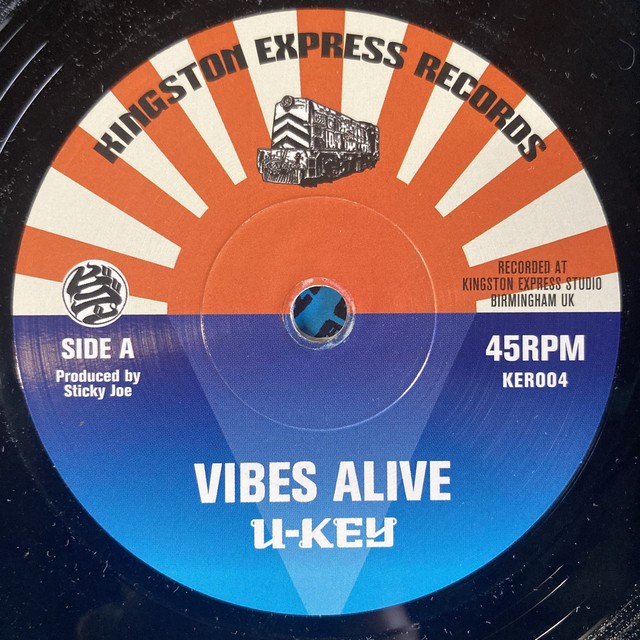 KINGSTON EXPRESS RECORDS
RECORDED AT
KINGSTON EXPRESS STUDIO
BIRMINGHAM UK
SIDE A
Produced by
Sticky Joe
45RPM
KER004
VIBES ALIVE
U-KEY